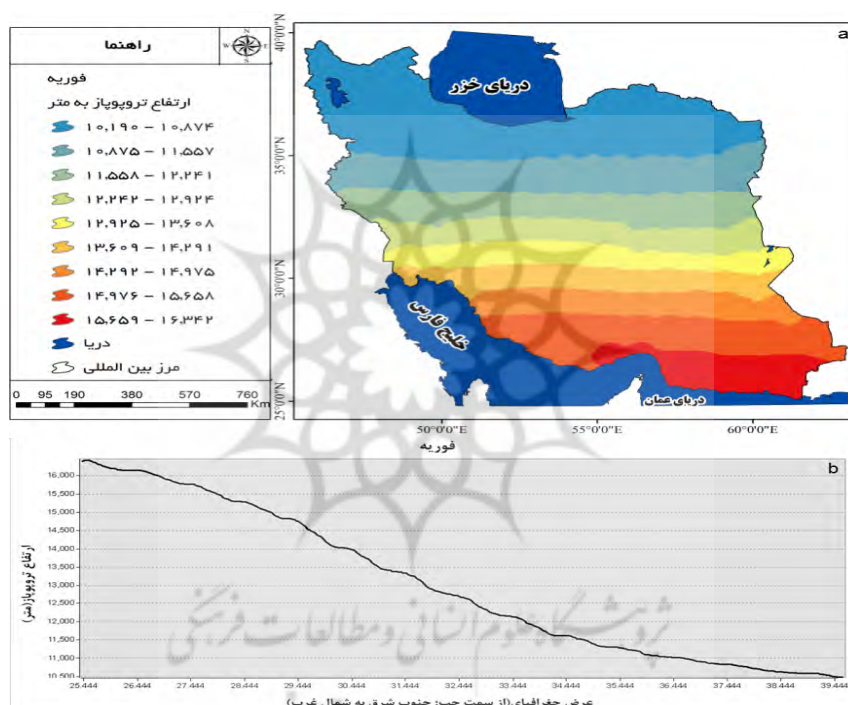 راهنما
N
فوریه
ارتفاع تروپوپاز به متر
۱۰,۱۹۰ – ۱۰,۸۷۴
۱۰,۸۷۵ – ۱۱,۵۵۷
۱۱,۵۵۸ – ۱۲,۲۴۱
۱۲,۲۴۲ – ۱۲,۹۲۴
۱۲,۹۲۵ – ۱۳,۶۰۸
۱۳,۶۰۹ – ۱۴,۲۹۱
۱۴,۲۹۲ – ۱۴,۹۷۵
۱۴,۹۷۶ – ۱۵,۶۵۸
۱۵,۶۵۹ – ۱۶,۳۴۲
دریا
مرز بین المللی
0 95 190 380 570 760
Km
a
40°0'0"N
35°0'0"N
30°0'0"N
25°0'0"N
دریای خزر
خلیج فارس
دریای عمان
50°0'0"E 55°0'0"E 60°0'0"E
فوریه
b
ارتفاع تروپوپاز(متر)
16,000
15,500
15,000
14,500
14,000
13,500
13,000
12,500
12,000
11,500
11,000
10,500
25.444 26.444 27.444 28.444 29.444 30.444 31.444 32.444 33.444 34.444 35.444 36.444 37.444 38.444 39.444
عرض جغرافیای(از سمت چپ: جنوب شرق به شمال غرب)
پژوهشگاه علوم انسانی و مطالعات فرهنگی